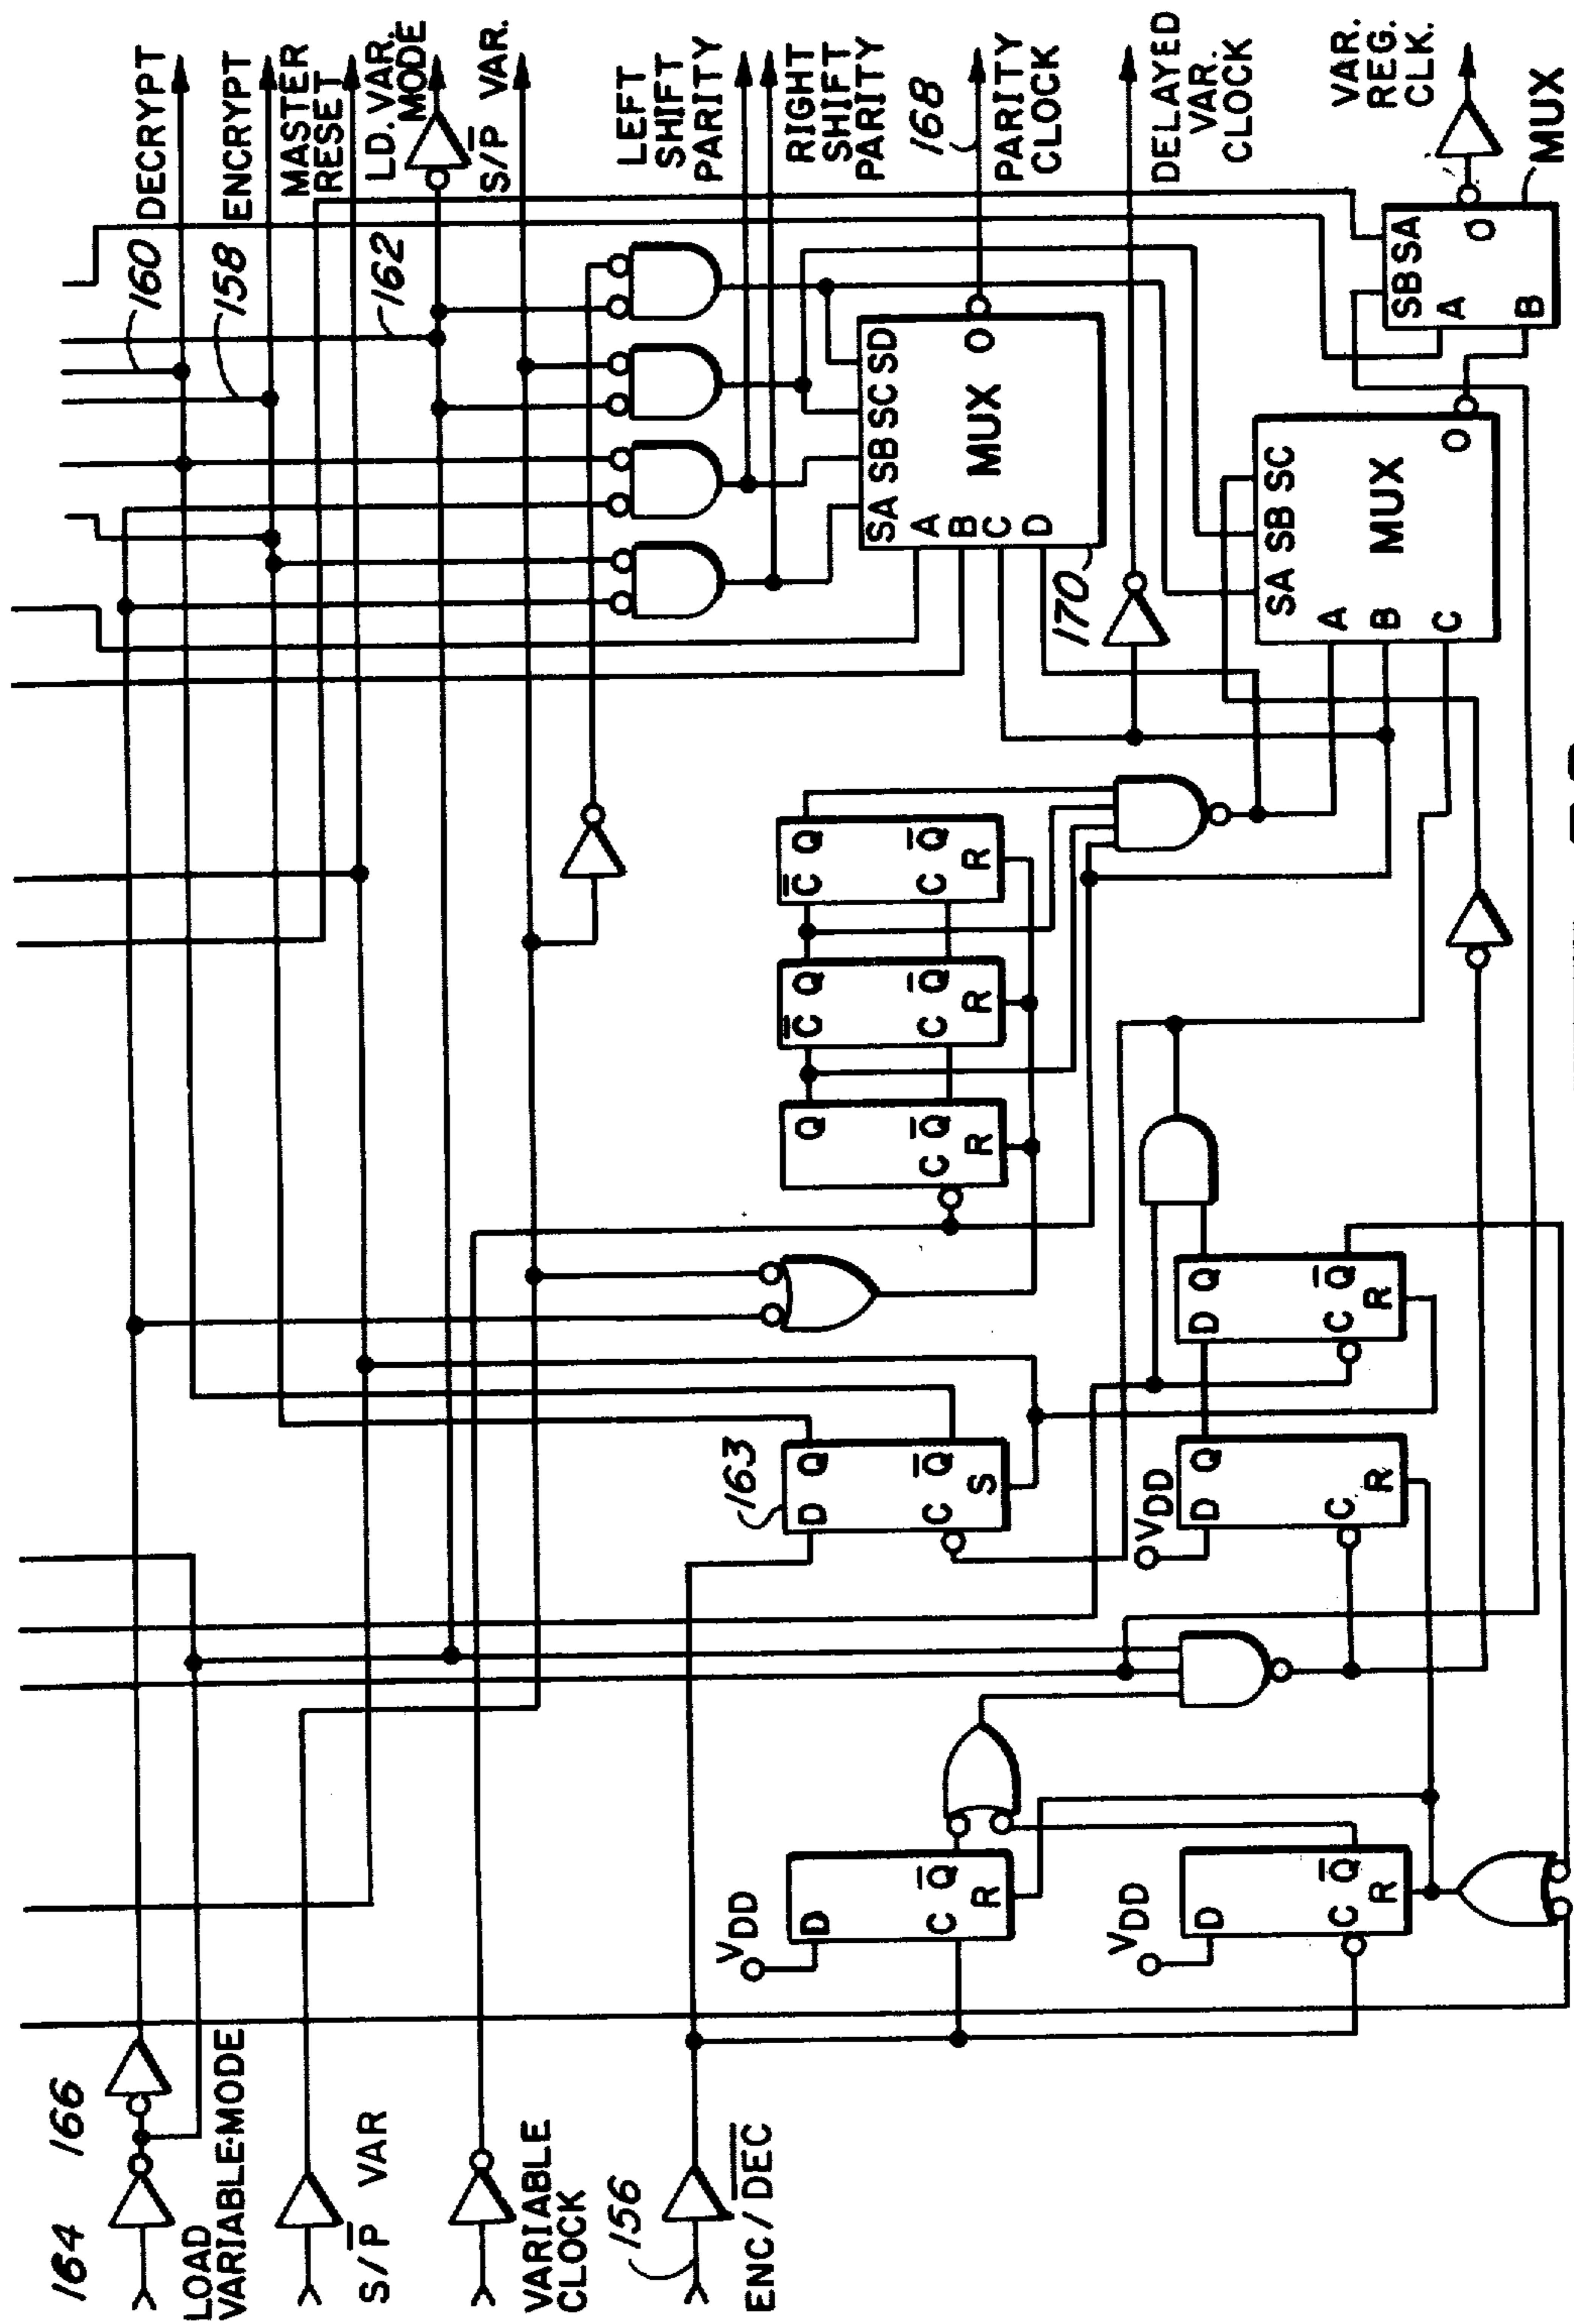 DECRYPT
ENCRYPT
MASTER
RESET
LD. VAR.
MODE
S/P̅ VAR.
LEFT
SHIFT
PARITY
RIGHT
SHIFT
PARITY
168
PARITY
CLOCK
DELAYED
VAR.
CLOCK
VAR.
REG.
CLK.
160
158
162
SA SB SC SD
A
B
C
D
MUX
O
170
SA SB SC
A
B
C
MUX
O
SB SA
A
B
O
MUX
Q
C Q̅
R
C̅ Q
C Q̅
R
C̅ Q
C Q̅
R
163
D Q
C Q̅
S
VDD
D Q
C
R
D Q
C Q̅
R
VDD
D
C Q̅
R
VDD
D
C Q̅
R
164
166
LOAD
VARIABLE·MODE
S/P̅ VAR
VARIABLE
CLOCK
156
ENC/D̅E̅C̅